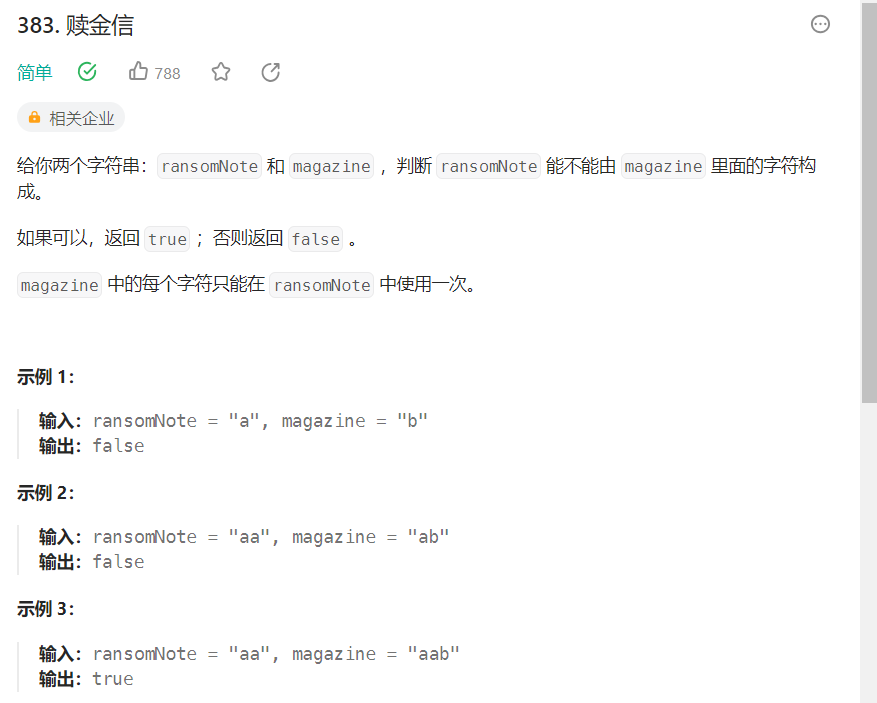 383. 赎金信
简单 788
相关企业
给你两个字符串：ransomNote 和 magazine ，判断 ransomNote 能不能由 magazine 里面的字符构
成。
如果可以，返回 true ；否则返回 false 。
magazine 中的每个字符只能在 ransomNote 中使用一次。
示例 1：
输入：ransomNote = "a", magazine = "b"
输出：false
示例 2：
输入：ransomNote = "aa", magazine = "ab"
输出：false
示例 3：
输入：ransomNote = "aa", magazine = "aab"
输出：true